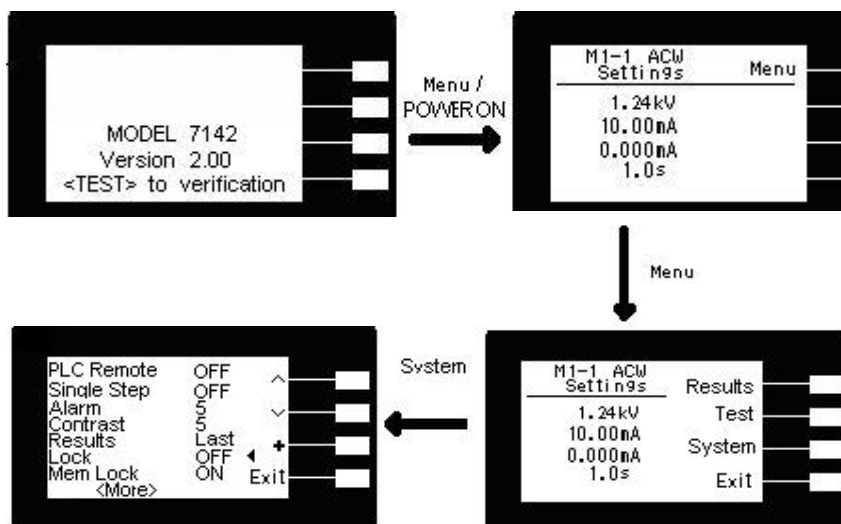 MODEL 7142
Version 2.00
<TEST> to verification
Menu /
POWER ON
M1-1 ACW
Settings
Menu
1.24kV
10.00mA
0.000mA
1.0s
Menu
PLC Remote OFF
Single Step OFF
Alarm 5
Contrast 5
Results Last
Lock OFF
Mem Lock ON
<More>
+
Exit
System
M1-1 ACW
Settings
1.24kV
10.00mA
0.000mA
1.0s
Results
Test
System
Exit